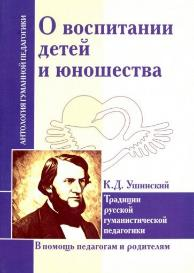 АНТОЛОГИЯ ГУМАННОЙ ПЕДАГОГИКИ
О воспитании
детей
и юношества
К.Д. Ушинский
Традиции
русской
гуманистической
педагогики
В помощь педагогам и родителям